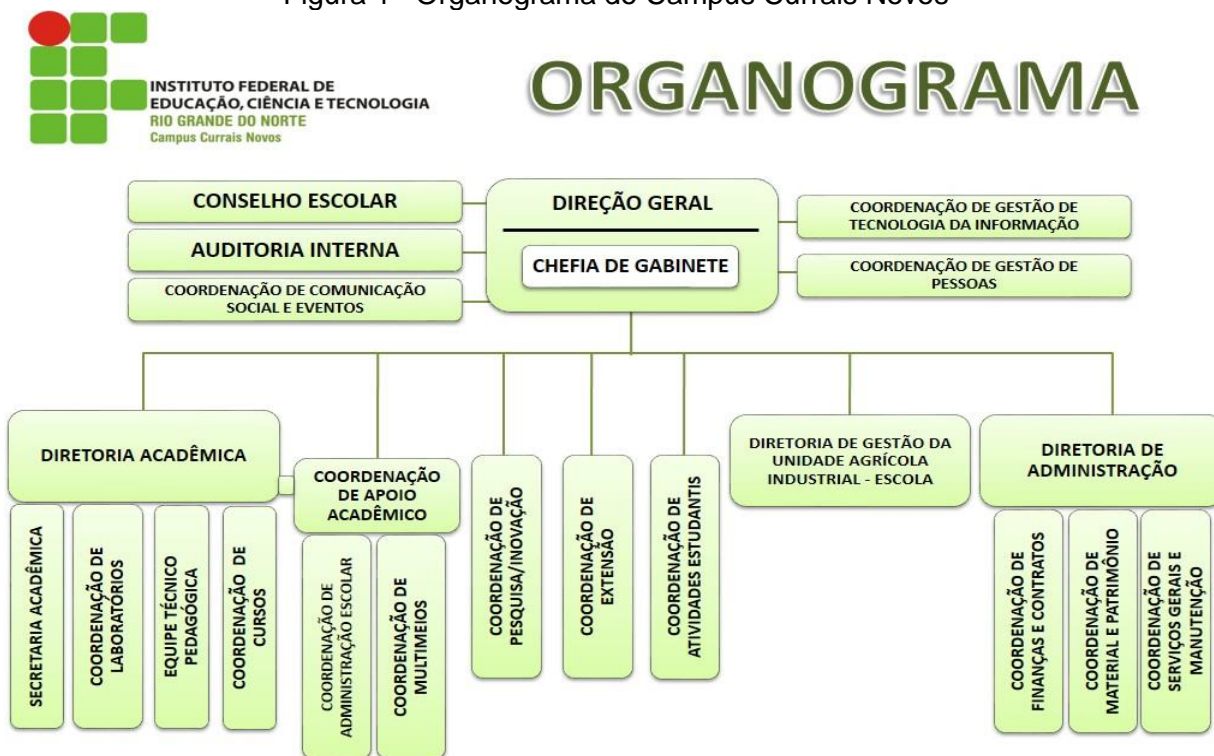 Figura 4 - Organograma do Campus Currais Novos
INSTITUTO FEDERAL DE
EDUCAÇÃO, CIÊNCIA E TECNOLOGIA
RIO GRANDE DO NORTE
Campus Currais Novos
ORGANOGRAMA
CONSELHO ESCOLAR
AUDITORIA INTERNA
COORDENAÇÃO DE COMUNICAÇÃO
SOCIAL E EVENTOS
DIREÇÃO GERAL
CHEFIA DE GABINETE
COORDENAÇÃO DE GESTÃO DE
TECNOLOGIA DA INFORMAÇÃO
COORDENAÇÃO DE GESTÃO DE
PESSOAS
DIRETORIA ACADÊMICA
SECRETARIA ACADÊMICA
COORDENAÇÃO DE
LABORATÓRIOS
EQUIPE TÉCNICO
PEDAGÓGICA
COORDENAÇÃO DE
CURSOS
COORDENAÇÃO
DE APOIO
ACADÊMICO
COORDENAÇÃO DE
ADMINISTRAÇÃO ESCOLAR
COORDENAÇÃO DE
MULTIMEIOS
COORDENAÇÃO DE
PESQUISA/INOVAÇÃO
COORDENAÇÃO DE
EXTENSÃO
COORDENAÇÃO DE
ATIVIDADES ESTUDANTIS
DIRETORIA DE GESTÃO DA
UNIDADE AGRÍCOLA
INDUSTRIAL - ESCOLA
DIRETORIA DE
ADMINISTRAÇÃO
COORDENAÇÃO DE
FINANÇAS E CONTRATOS
COORDENAÇÃO DE
MATERIAL E PATRIMÔNIO
COORDENAÇÃO DE
SERVIÇOS GERAIS E
MANUTENÇÃO